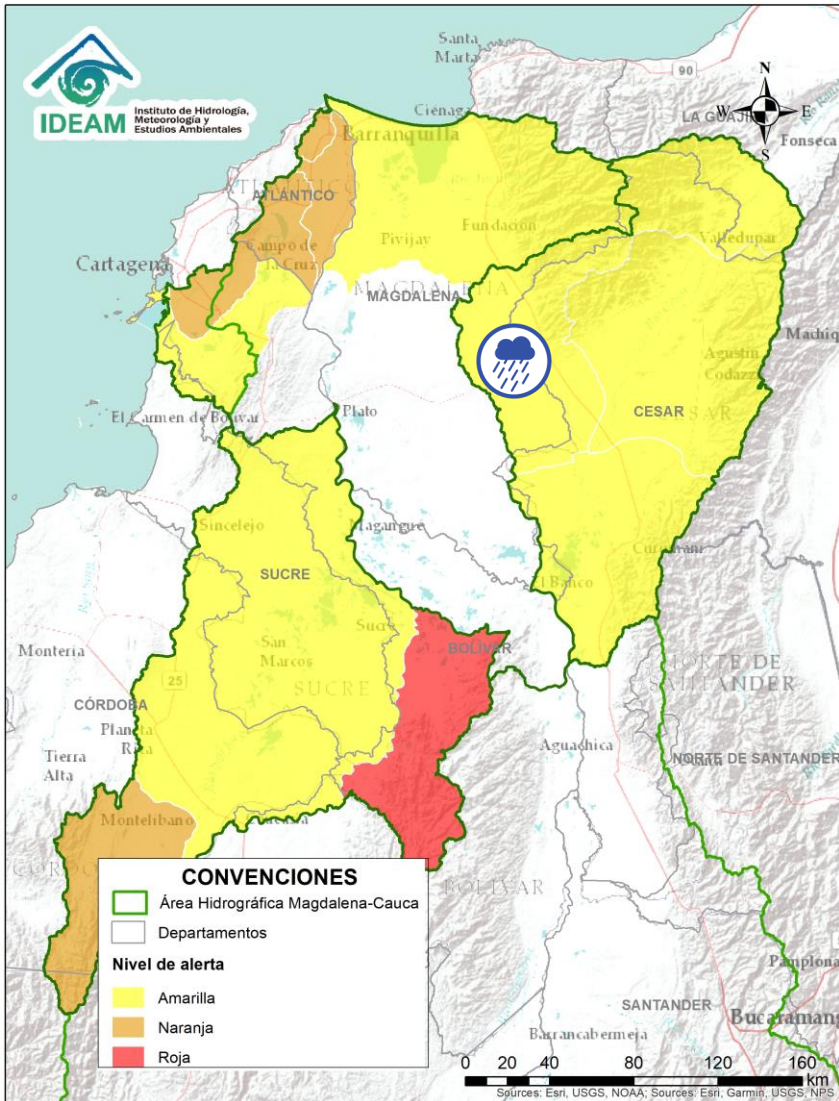 IDEAM
Instituto de Hidrología,
Meteorología y
Estudios Ambientales
Santa
Marta
90
N
W
E
S
Ciénaga
LA GUAJI
Fonseca
Barranquilla
ATLÁNTICO
Valledupar
Fundación
Pivijay
Campo de
la Cruz
Cartagena
MAGDALENA
MAGDALENA
Machiq
Agustín
Codazzi
El Carmen de Bolívar
Plato
CESAR
Sincelejo
Magangue
Curumaní
SUCRE
El Banco
Sucre
San
Marcos
BOLÍVAR
Montería
SUCRE
NORTE DE
SANTANDER
25
CÓRDOBA
Planeta
Rica
Aguachica
Tierra
Alta
NORTE DE SANTANDER
Montelíbano
BOLÍVAR
CONVENCIONES
Área Hidrográfica Magdalena-Cauca
Departamentos
Nivel de alerta
Amarilla
Naranja
Roja
Pamplona
SANTANDER
Bucaramang
Barrancabermeja
0 20 40 80 120 160
km
Sources: Esri, USGS, NOAA; Sources: Esri, Garmin, USGS, NPS